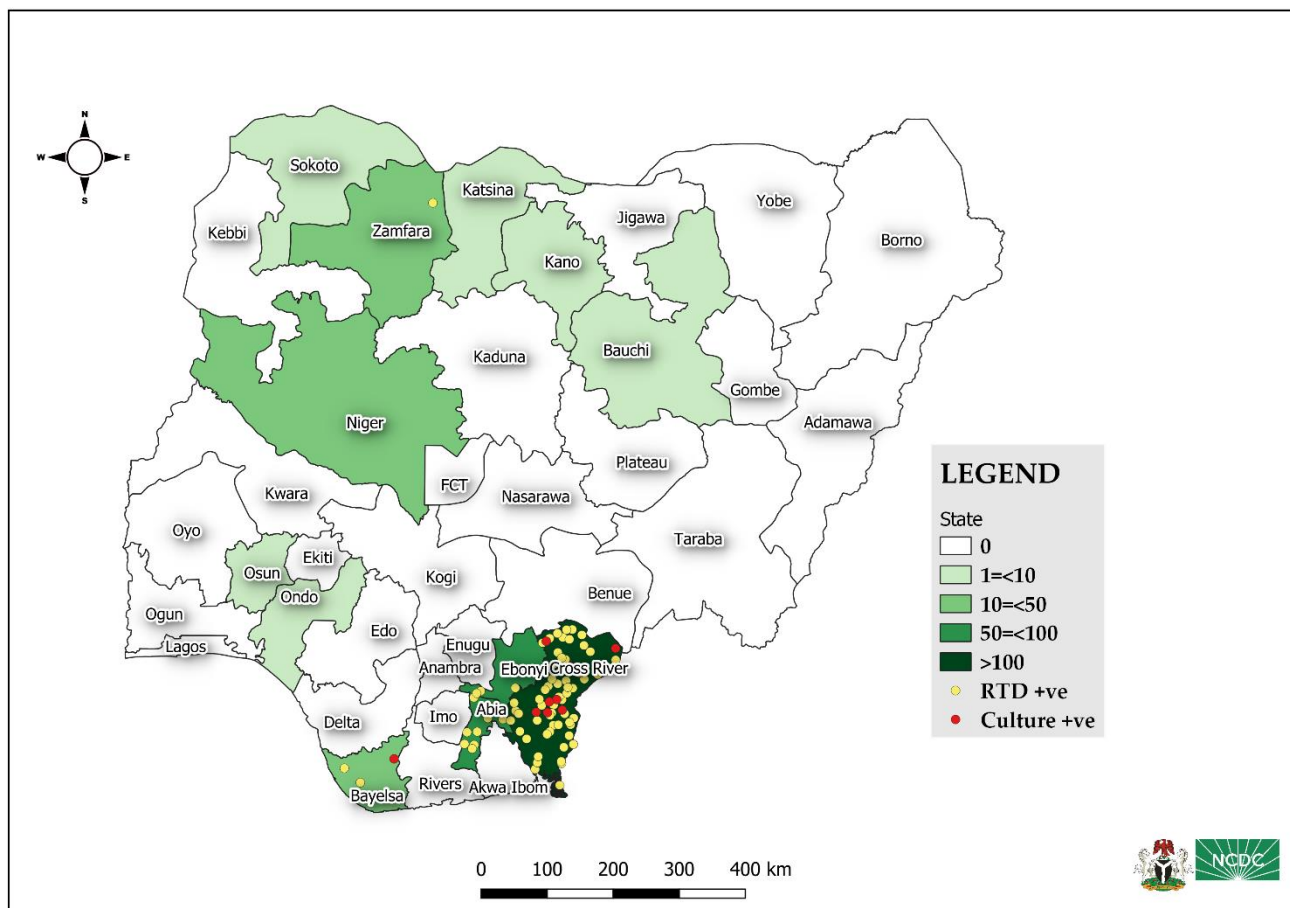 N
W E
S
Sokoto
Katsina
Kebbi
Zamfara
Jigawa
Yobe
Borno
Kano
Kaduna
Bauchi
Gombe
Adamawa
Niger
Plateau
FCT
Nasarawa
Kwara
Oyo
Taraba
Osun
Ekiti
Kogi
Benue
Ondo
Ogun
Edo
Lagos
Enugu
Anambra
Ebonyi
Cross River
Delta
Imo
Abia
Bayelsa
Rivers
Akwa Ibom
LEGEND
State
0
1=<10
10=<50
50=<100
>100
RTD +ve
Culture +ve
0 100 200 300 400 km
NCDC